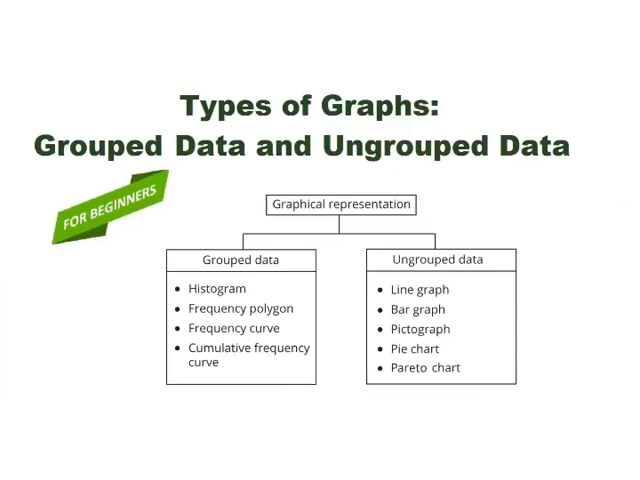 Types of Graphs:
Grouped Data and Ungrouped Data
FOR BEGINNERS
Graphical representation
Grouped data
• Histogram
• Frequency polygon
• Frequency curve
• Cumulative frequency
curve
Ungrouped data
• Line graph
• Bar graph
• Pictograph
• Pie chart
• Pareto chart